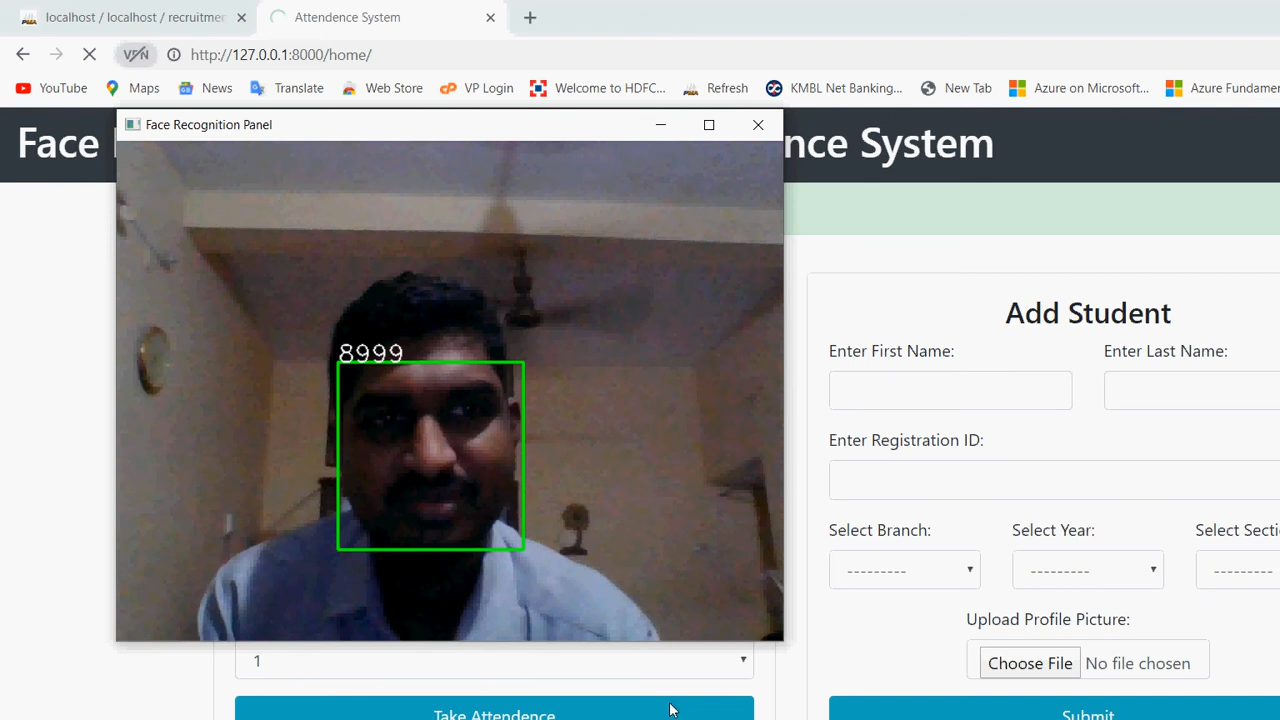 localhost / localhost / recruitmer
Attendence System
http://127.0.0.1:8000/home/
VPN
YouTube
Maps
News
Translate
Web Store
VP Login
Welcome to HDFC...
Refresh
KMBL Net Banking...
New Tab
Azure on Microsoft...
Azure Fundamer
Face
nce System
Face Recognition Panel
8999
Add Student
Enter First Name:
Enter Last Name:
Enter Registration ID:
Select Branch:
Select Year:
Select Secti
---------
---------
---------
Upload Profile Picture:
Choose File No file chosen
1
Take Attendence
Submit